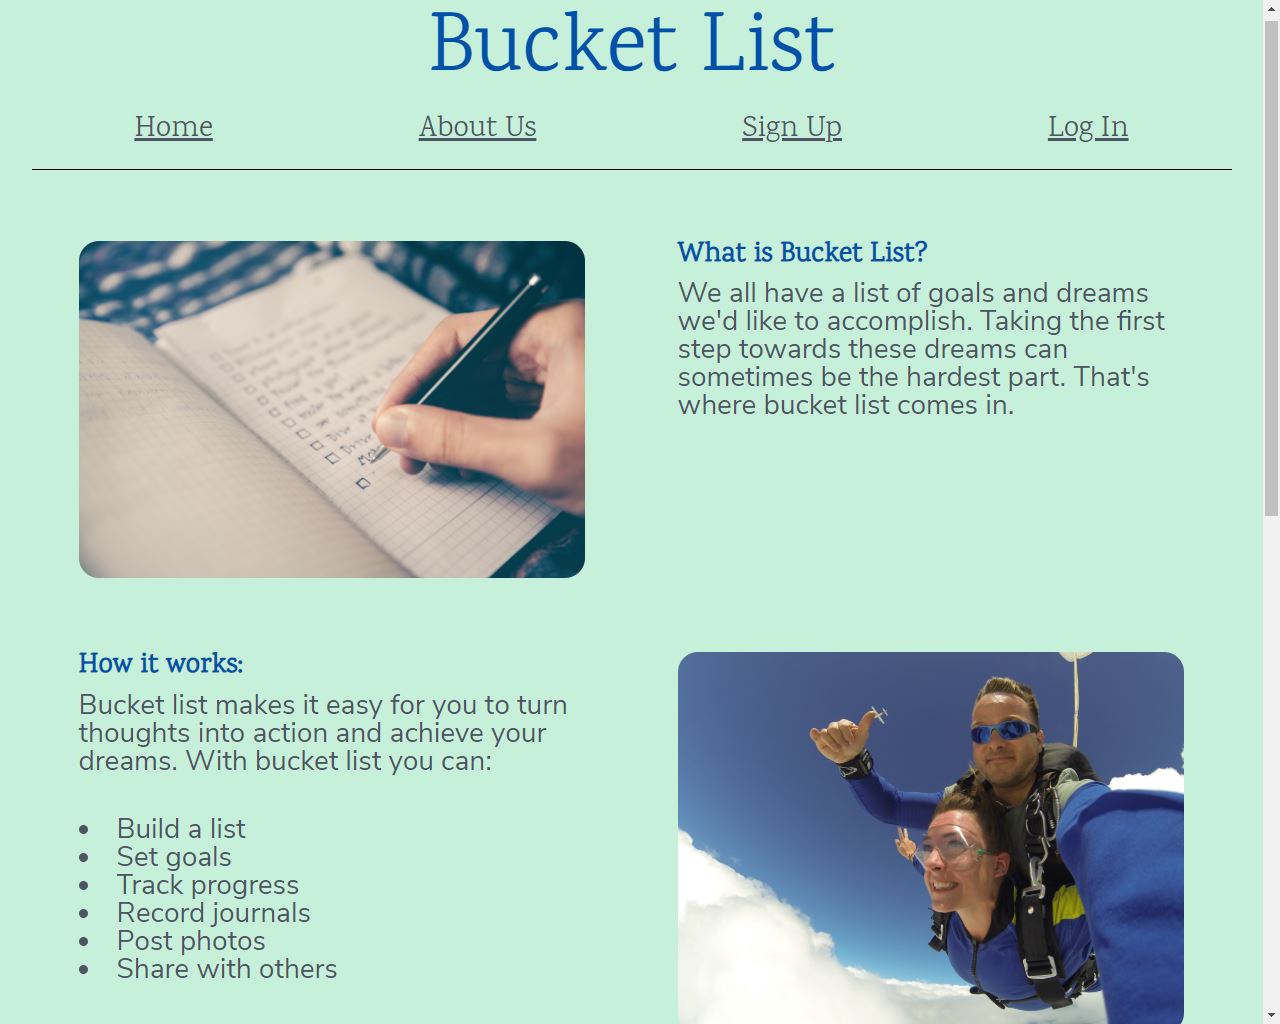 Bucket List
Home About Us Sign Up Log In
What is Bucket List?
We all have a list of goals and dreams
we'd like to accomplish. Taking the first
step towards these dreams can
sometimes be the hardest part. That's
where bucket list comes in.
How it works:
Bucket list makes it easy for you to turn
thoughts into action and achieve your
dreams. With bucket list you can:
• Build a list
• Set goals
• Track progress
• Record journals
• Post photos
• Share with others